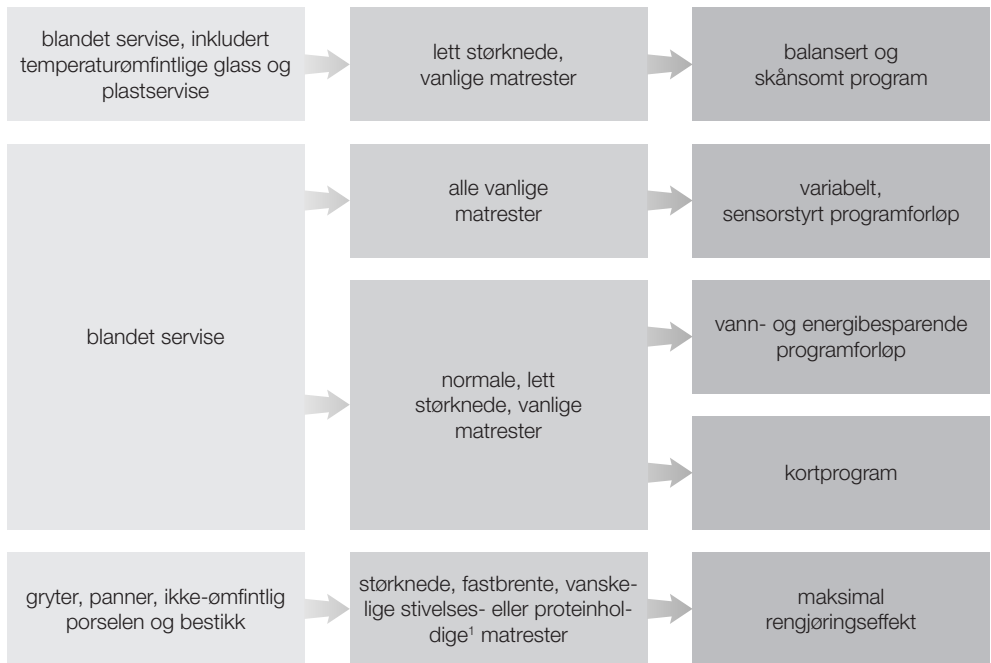 blandet servise, inkludert
temperaturømfintlige glass og
plastservise
lett størknede,
vanlige matrester
balansert og
skånsomt program
blandet servise
alle vanlige
matrester
variabelt,
sensorstyrt programforløp
normale, lett
størknede, vanlige
matrester
vann- og energibesparende
programforløp
kortprogram
gryter, panner, ikke-ømfintlig
porselen og bestikk
størknede, fastbrente, vanske-
lige stivelses- eller proteinhol-
dige¹ matrester
maksimal
rengjøringseffekt